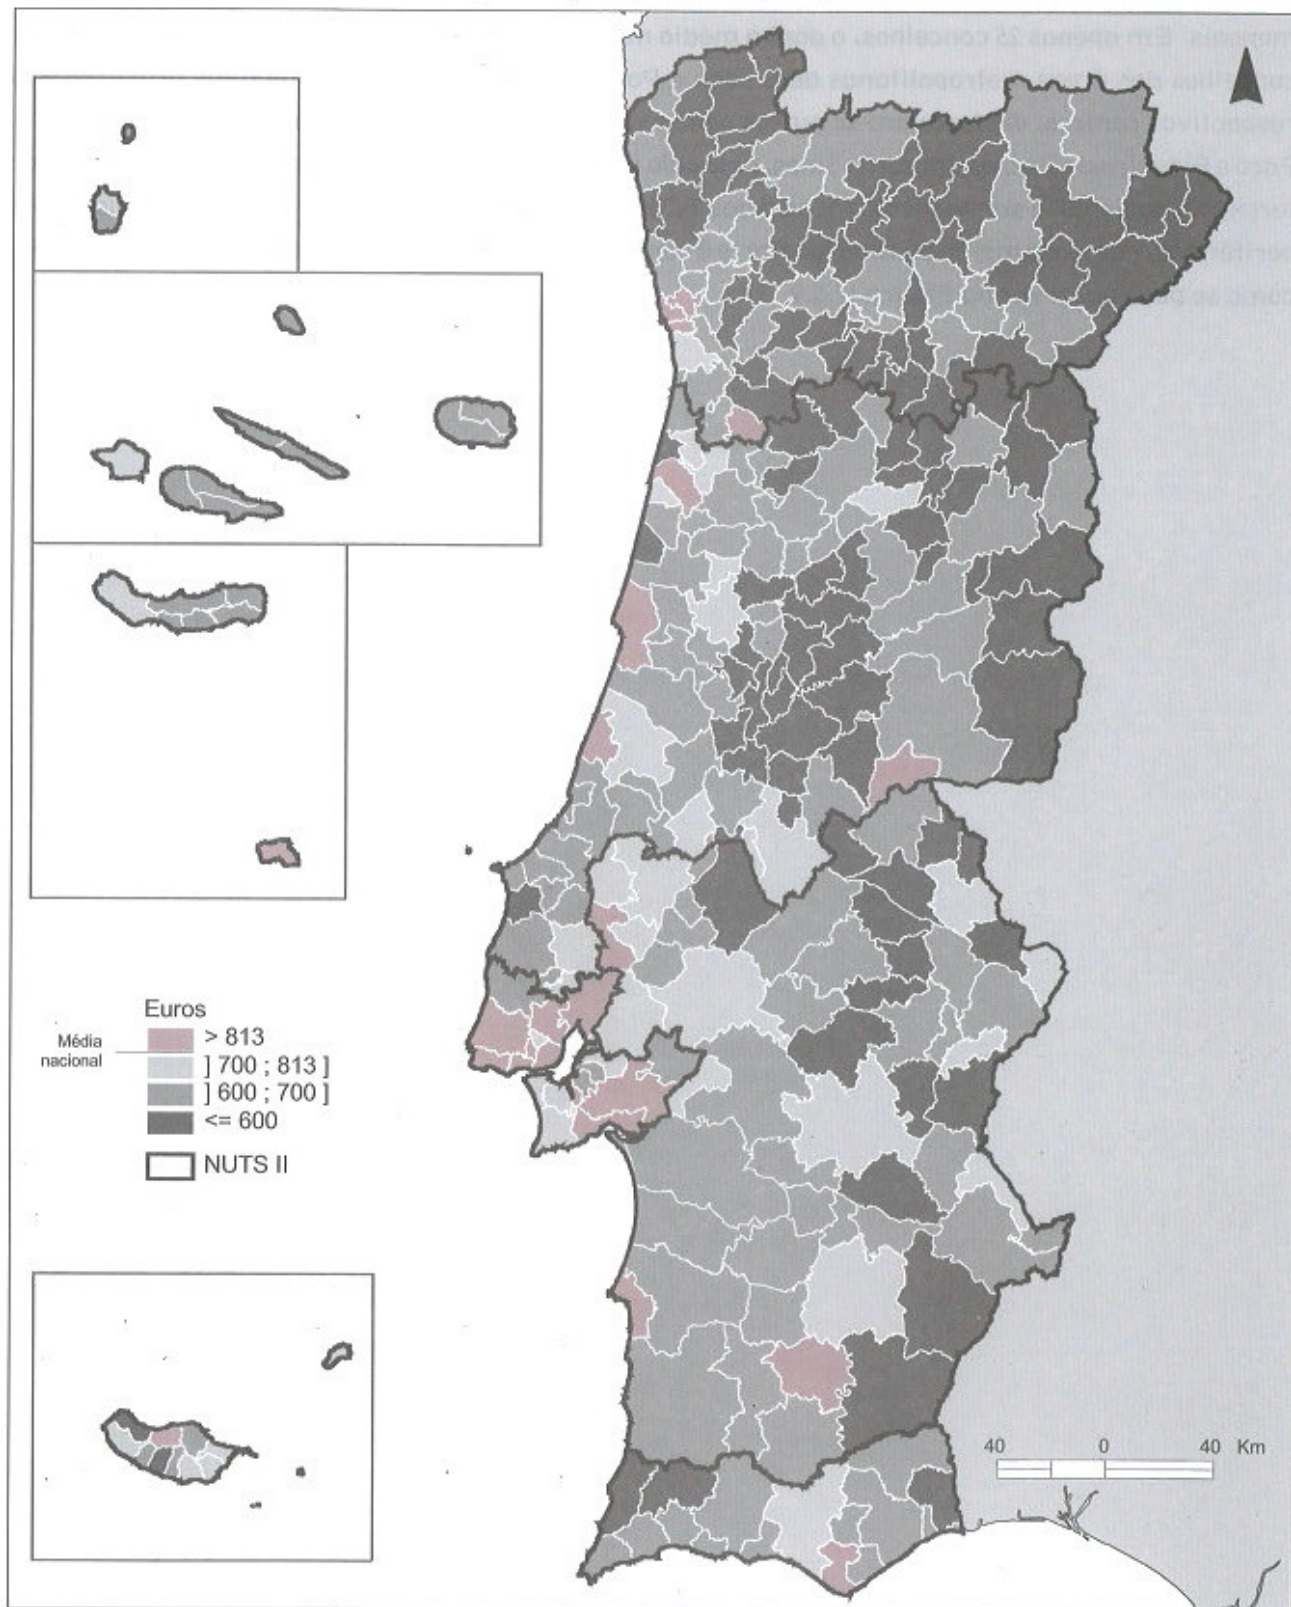 Euros
Média
nacional
> 813
] 700 ; 813 ]
] 600 ; 700 ]
<= 600
NUTS II
40 0 40 Km